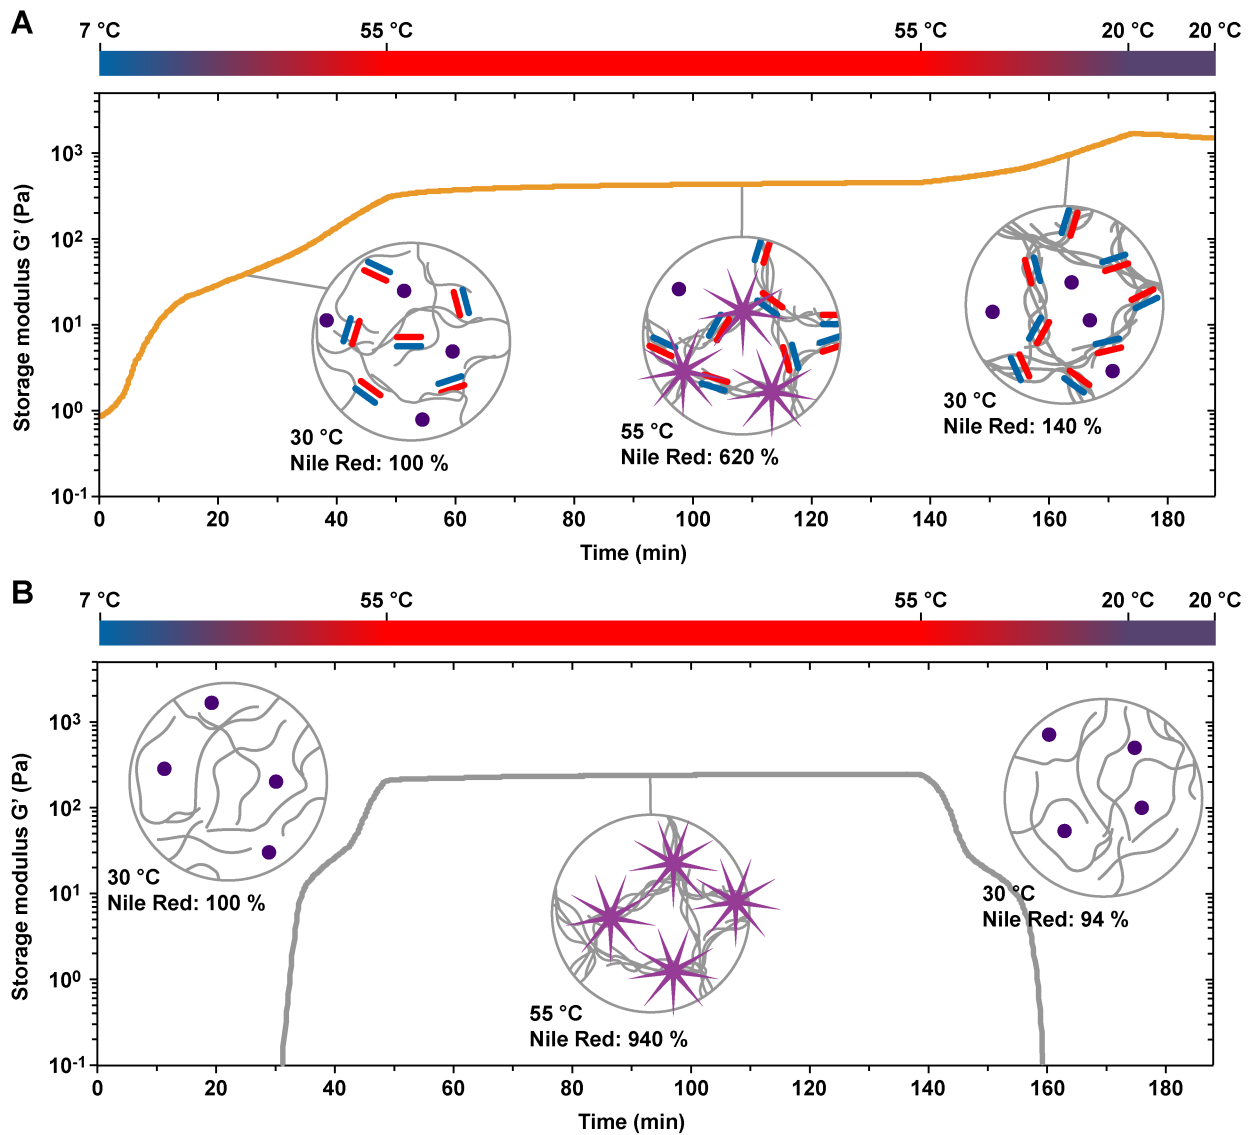 A
7 °C 55 °C 55 °C 20 °C 20 °C
Storage modulus G' (Pa)
10³
10²
10¹
10⁰
10⁻¹
30 °C
Nile Red: 100 %
55 °C
Nile Red: 620 %
30 °C
Nile Red: 140 %
0 20 40 60 80 100 120 140 160 180
Time (min)
B
7 °C 55 °C 55 °C 20 °C 20 °C
Storage modulus G' (Pa)
10³
10²
10¹
10⁰
10⁻¹
30 °C
Nile Red: 100 %
55 °C
Nile Red: 940 %
30 °C
Nile Red: 94 %
0 20 40 60 80 100 120 140 160 180
Time (min)